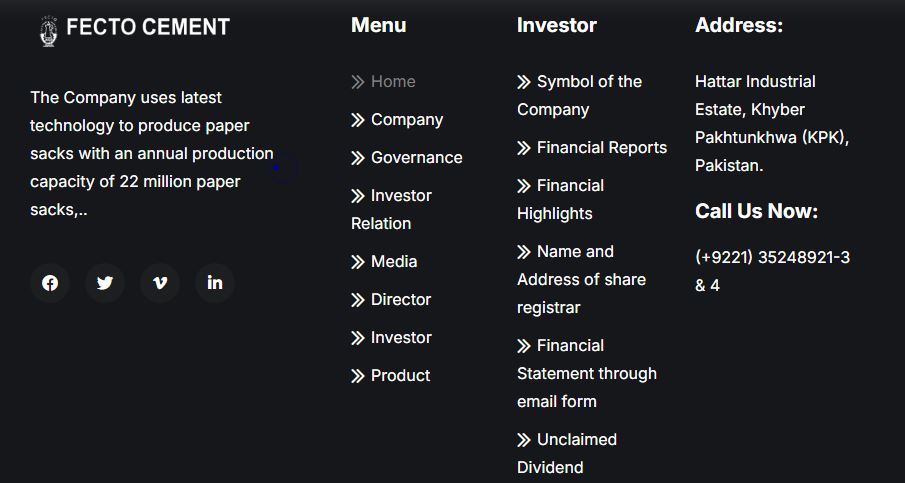 FECTO
FECTO CEMENT
The Company uses latest
technology to produce paper
sacks with an annual production
capacity of 22 million paper
sacks,..
Menu
Home
Company
Governance
Investor
Relation
Media
Director
Investor
Product
Investor
Symbol of the
Company
Financial Reports
Financial
Highlights
Name and
Address of share
registrar
Financial
Statement through
email form
Unclaimed
Dividend
Address:
Hattar Industrial
Estate, Khyber
Pakhtunkhwa (KPK),
Pakistan.
Call Us Now:
(+9221) 35248921-3
& 4